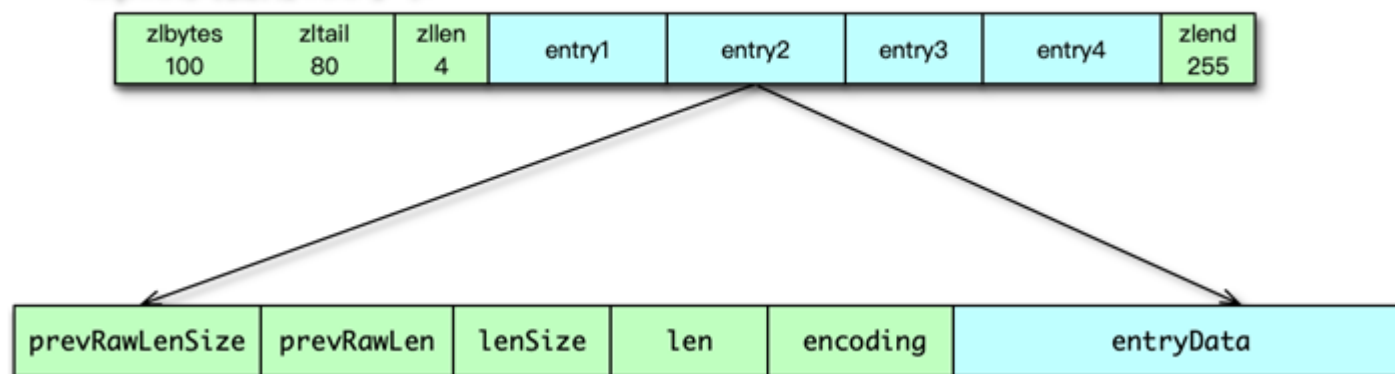 zlbytes zltail zllen entry1 entry2 entry3 entry4 zlend
100 80 4 255
prevRawLenSize prevRawLen lenSize len encoding entryData